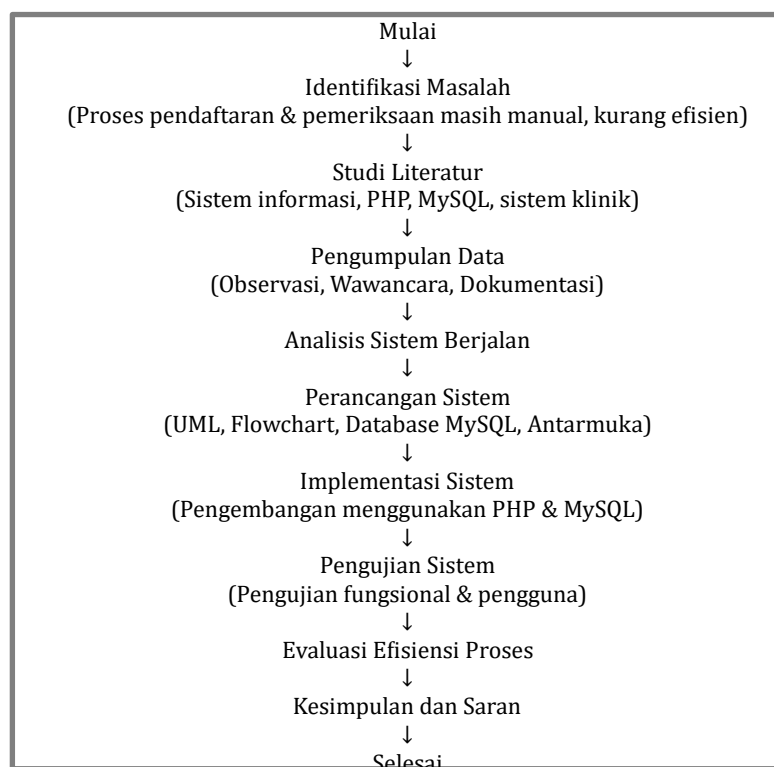 Mulai
↓
Identifikasi Masalah
(Proses pendaftaran & pemeriksaan masih manual, kurang efisien)
↓
Studi Literatur
(Sistem informasi, PHP, MySQL, sistem klinik)
↓
Pengumpulan Data
(Observasi, Wawancara, Dokumentasi)
↓
Analisis Sistem Berjalan
↓
Perancangan Sistem
(UML, Flowchart, Database MySQL, Antarmuka)
↓
Implementasi Sistem
(Pengembangan menggunakan PHP & MySQL)
↓
Pengujian Sistem
(Pengujian fungsional & pengguna)
↓
Evaluasi Efisiensi Proses
↓
Kesimpulan dan Saran
↓
Selesai